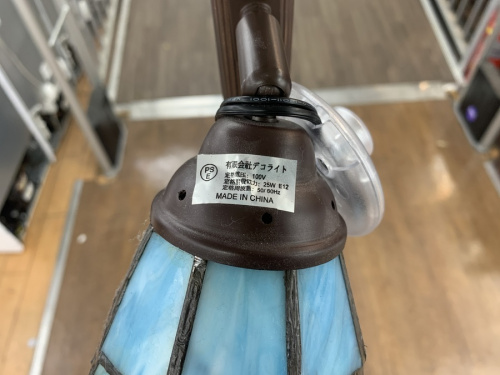 PS
E
有限会社デコライト
定格電圧: 100V
定格消費電力: 25W E12
定格周波数: 50/60Hz
MADE IN CHINA